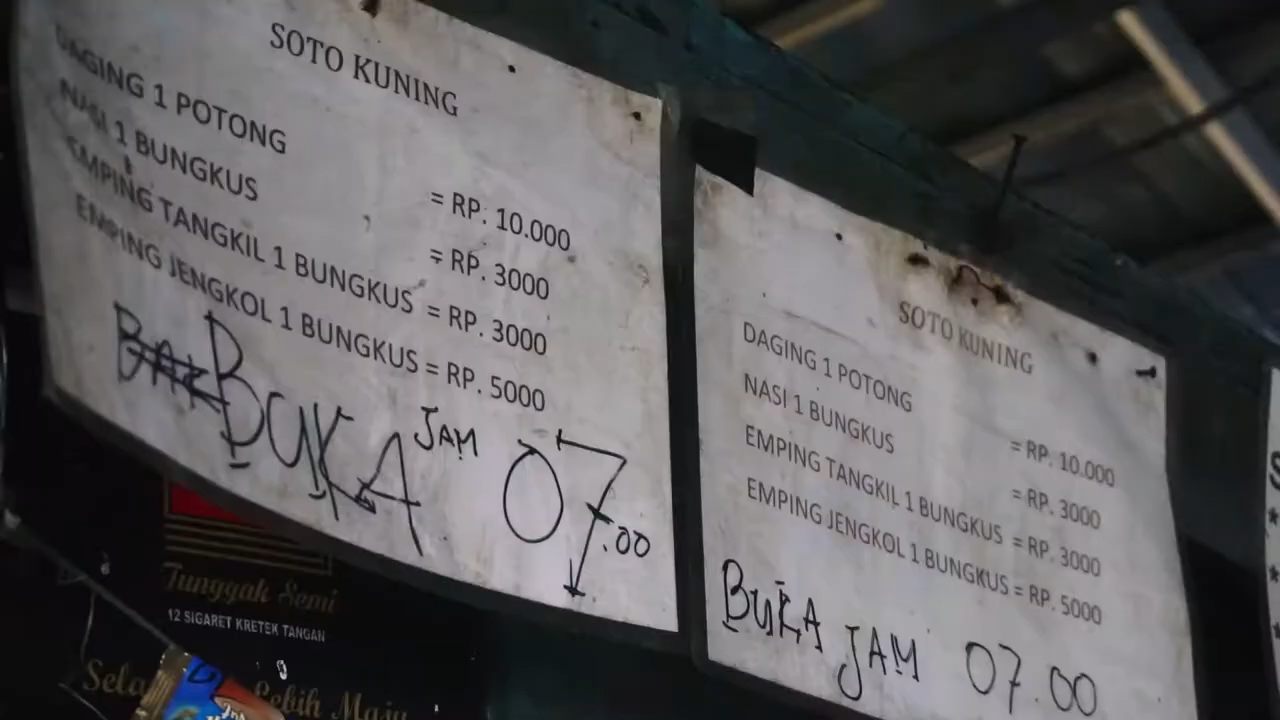 SOTO KUNING
DAGING 1 POTONG = RP. 10.000
NASI 1 BUNGKUS = RP. 3000
EMPING TANGKIL 1 BUNGKUS = RP. 3000
EMPING JENGKOL 1 BUNGKUS = RP. 5000
BUKA JAM 07.00
SOTO KUNING
DAGING 1 POTONG = RP. 10.000
NASI 1 BUNGKUS = RP. 3000
EMPING TANGKIL 1 BUNGKUS = RP. 3000
EMPING JENGKOL 1 BUNGKUS = RP. 5000
BUKA JAM 07.00
Tunggak Semi
12 SIGARET KRETEK TANGAN
Lebih Maju